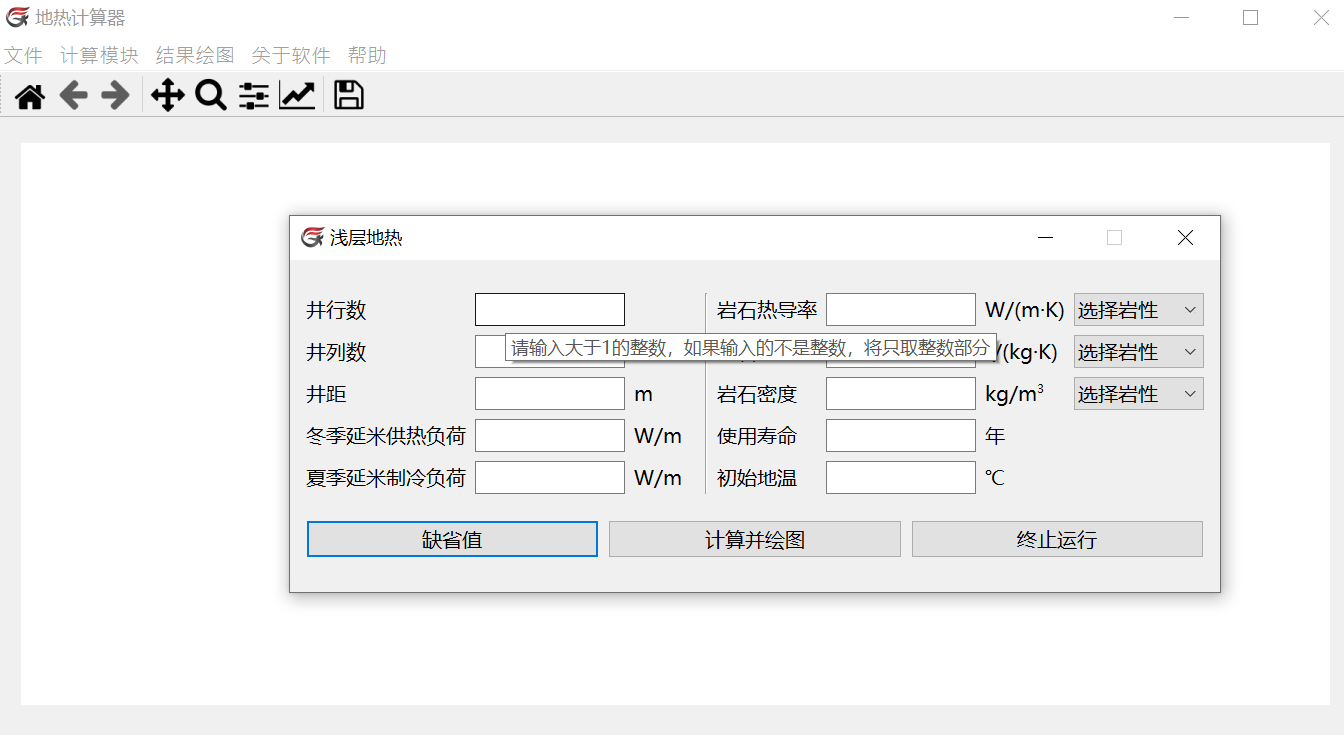 地热计算器
文件 计算模块 结果绘图 关于软件 帮助
浅层地热
井行数 岩石热导率 W/(m·K) 选择岩性
请输入大于1的整数，如果输入的不是整数，将只取整数部分
井列数 /(kg·K) 选择岩性
井距 m 岩石密度 kg/m³ 选择岩性
冬季延米供热负荷 W/m 使用寿命 年
夏季延米制冷负荷 W/m 初始地温 ℃
缺省值 计算并绘图 终止运行